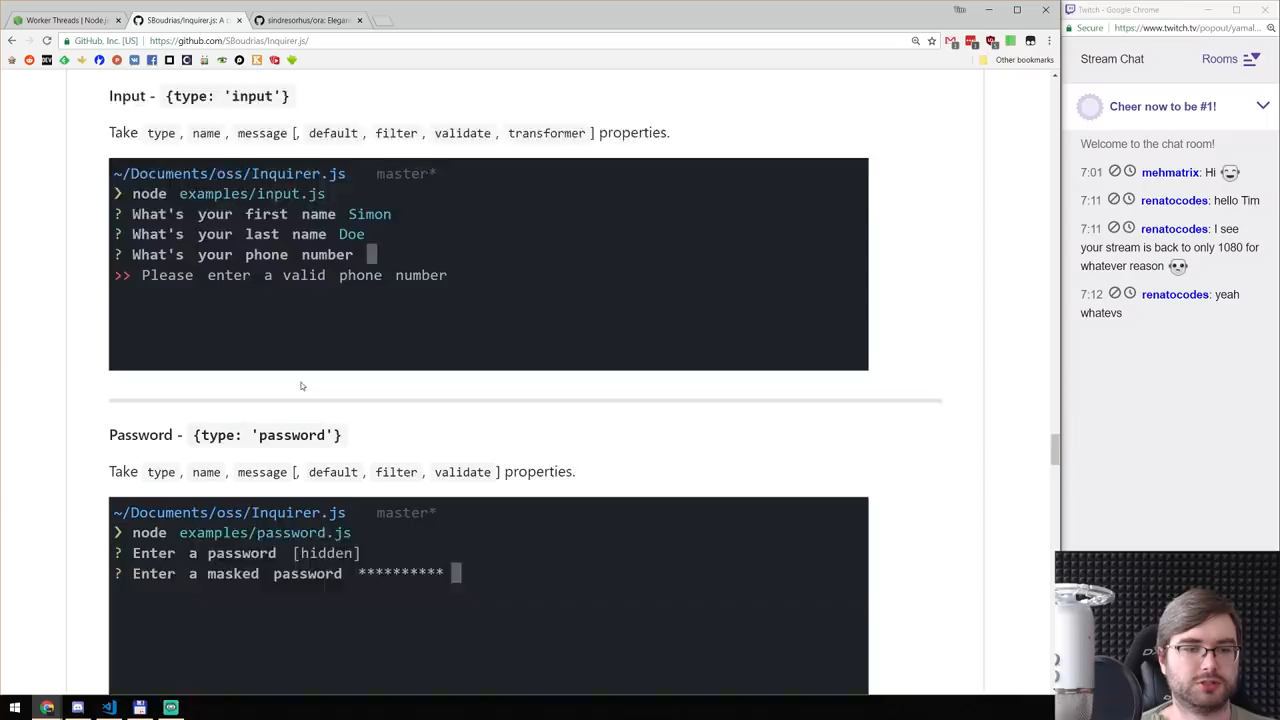 Worker Threads | Node.j
SBoudrias/Inquirer.js: A c
sindresorhus/ora: Elegan
Tim
Twitch - Google Chrome
GitHub, Inc. [US]
https://github.com/SBoudrias/Inquirer.js/
Secure
https://www.twitch.tv/popout/yamal...
Other bookmarks
Stream Chat
Rooms
Input - {type: 'input'}
Take type, name, message[, default, filter, validate, transformer] properties.
~/Documents/oss/Inquirer.js master*
❯ node examples/input.js
? What's your first name Simon
? What's your last name Doe
? What's your phone number
>> Please enter a valid phone number
Password - {type: 'password'}
Take type, name, message[, default, filter, validate] properties.
~/Documents/oss/Inquirer.js master*
❯ node examples/password.js
? Enter a password [hidden]
? Enter a masked password **********
Cheer now to be #1!
Welcome to the chat room!
7:01 mehmatrix: Hi
7:11 renatocodes: hello Tim
7:11 renatocodes: I see
your stream is back to only 1080 for
whatever reason
7:12 renatocodes: yeah
whatevs